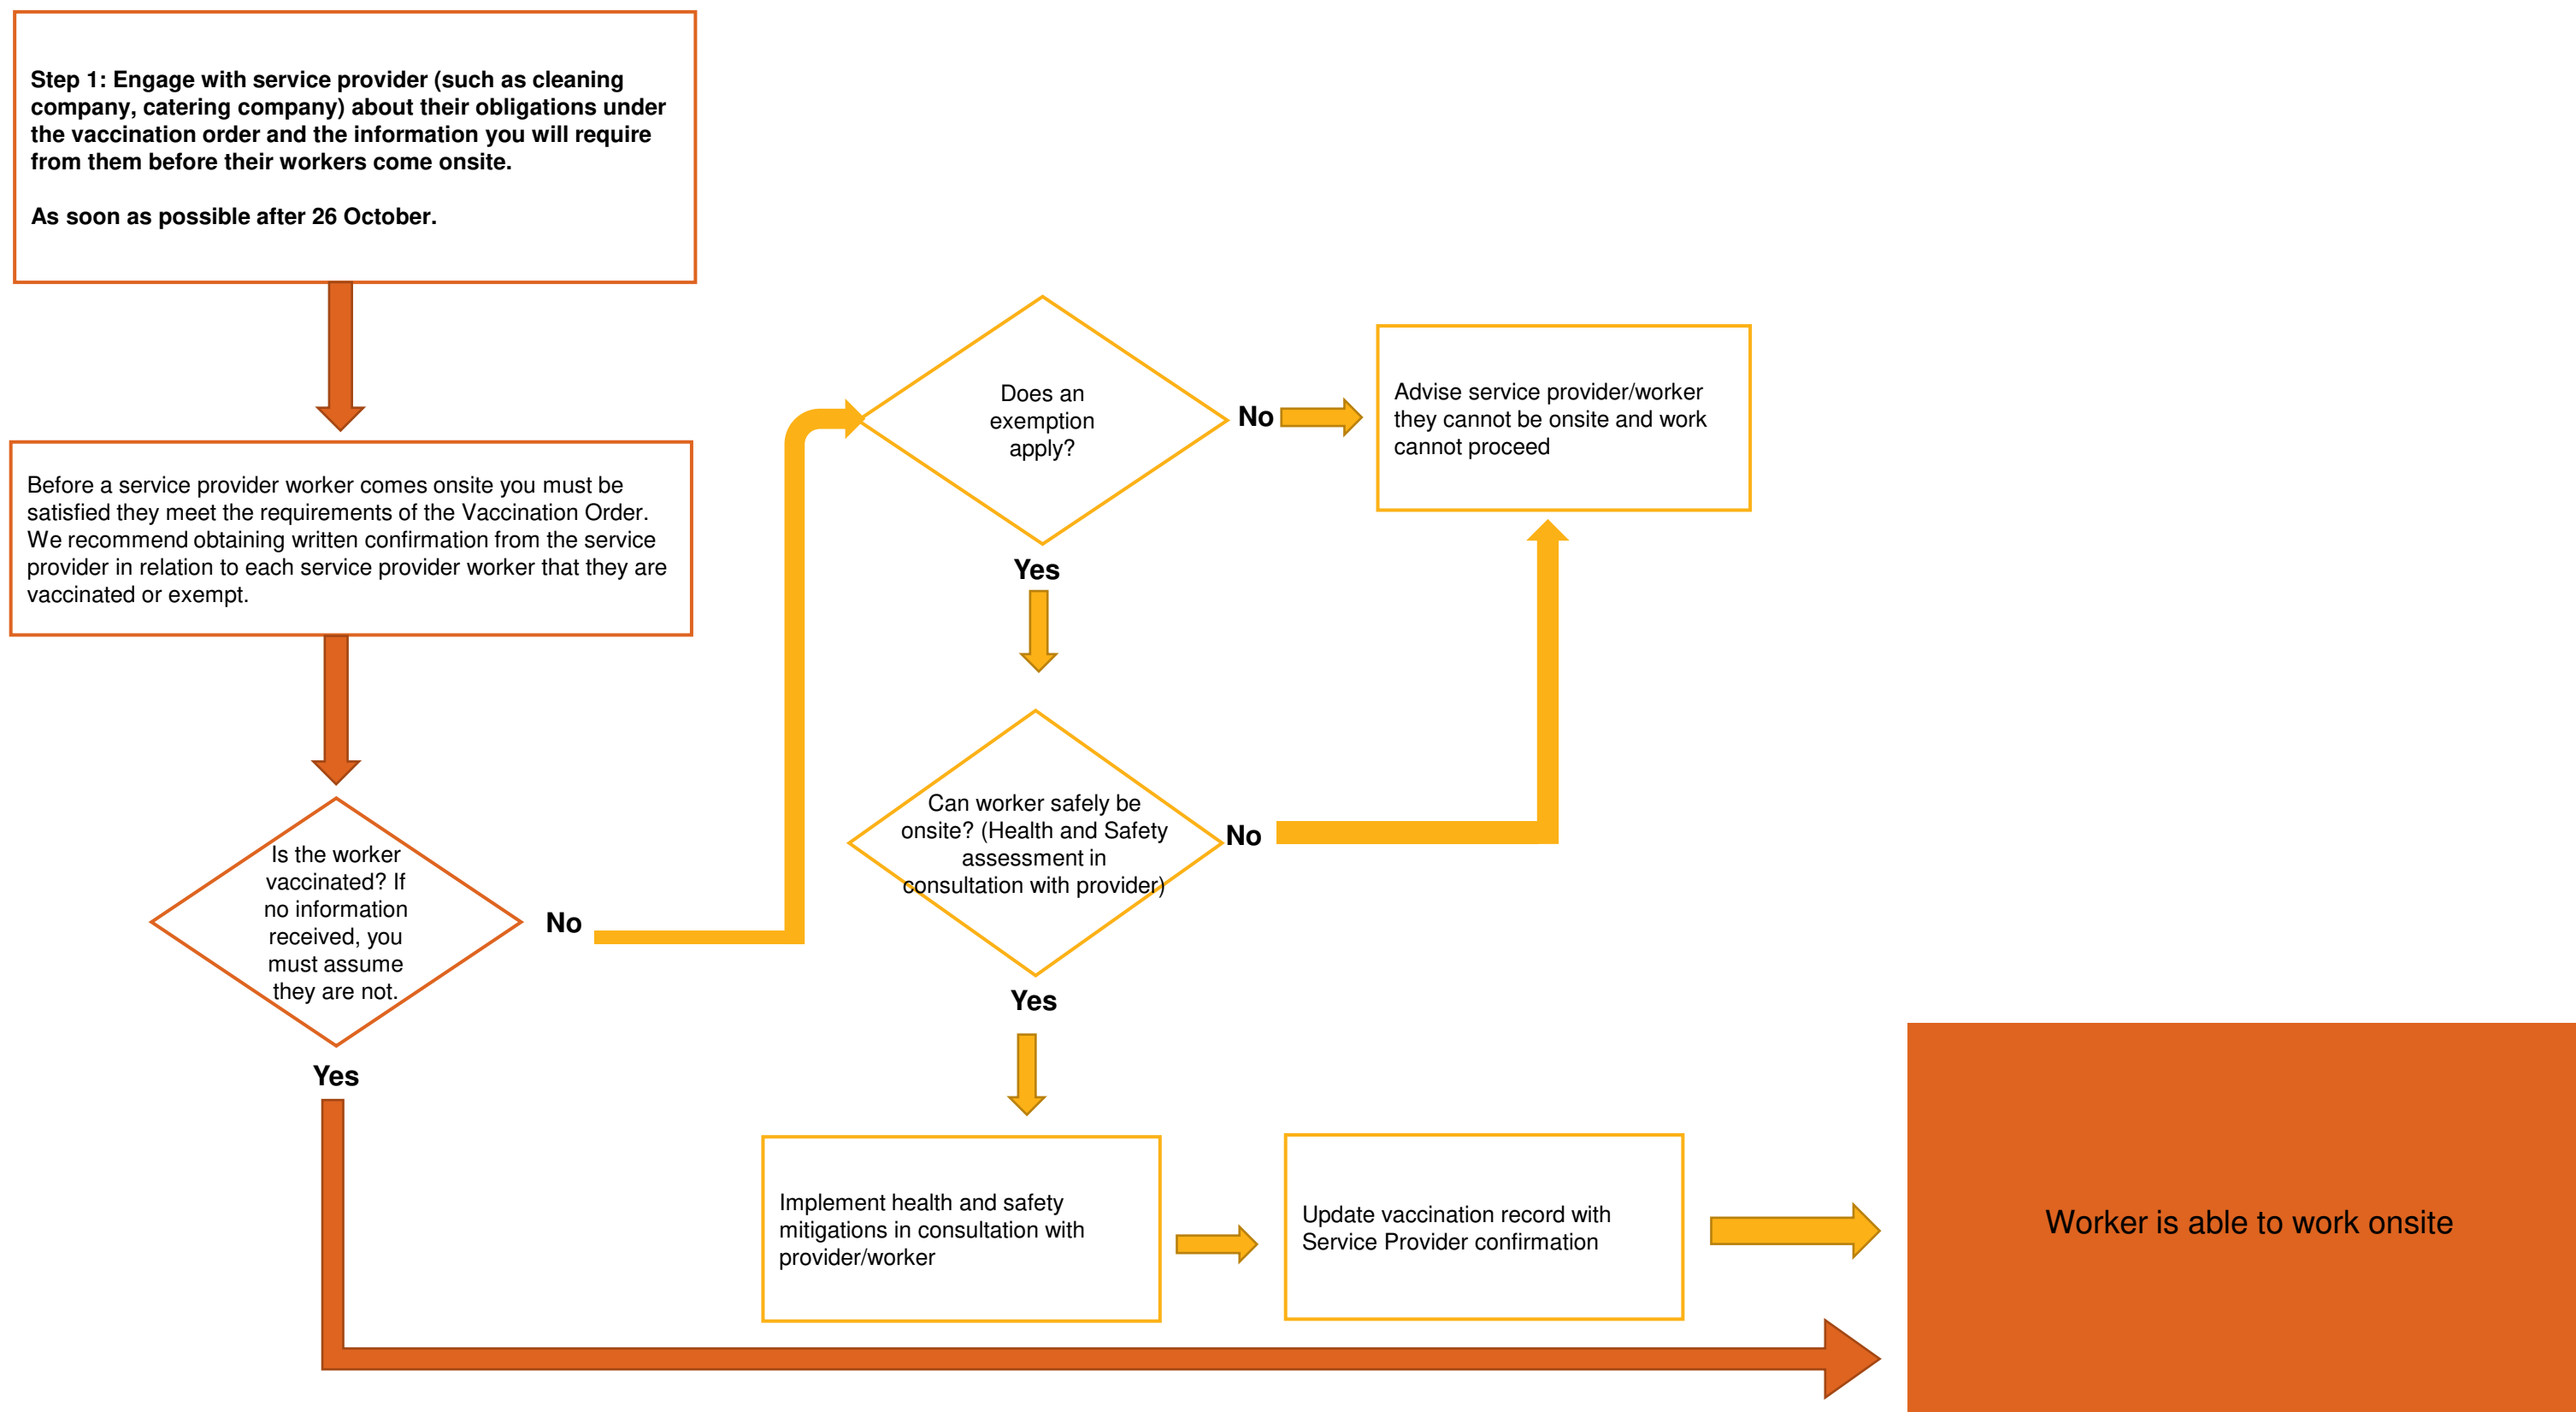 Step 1: Engage with service provider (such as cleaning
company, catering company) about their obligations under
the vaccination order and the information you will require
from them before their workers come onsite.
As soon as possible after 26 October.
Before a service provider worker comes onsite you must be
satisfied they meet the requirements of the Vaccination Order.
We recommend obtaining written confirmation from the service
provider in relation to each service provider worker that they are
vaccinated or exempt.
Is the worker
vaccinated? If
no information
received, you
must assume
they are not.
No
Yes
Does an
exemption
apply?
No
Advise service provider/worker
they cannot be onsite and work
cannot proceed
Yes
Can worker safely be
onsite? (Health and Safety
assessment in
consultation with provider)
No
Yes
Implement health and safety
mitigations in consultation with
provider/worker
Update vaccination record with
Service Provider confirmation
Worker is able to work onsite